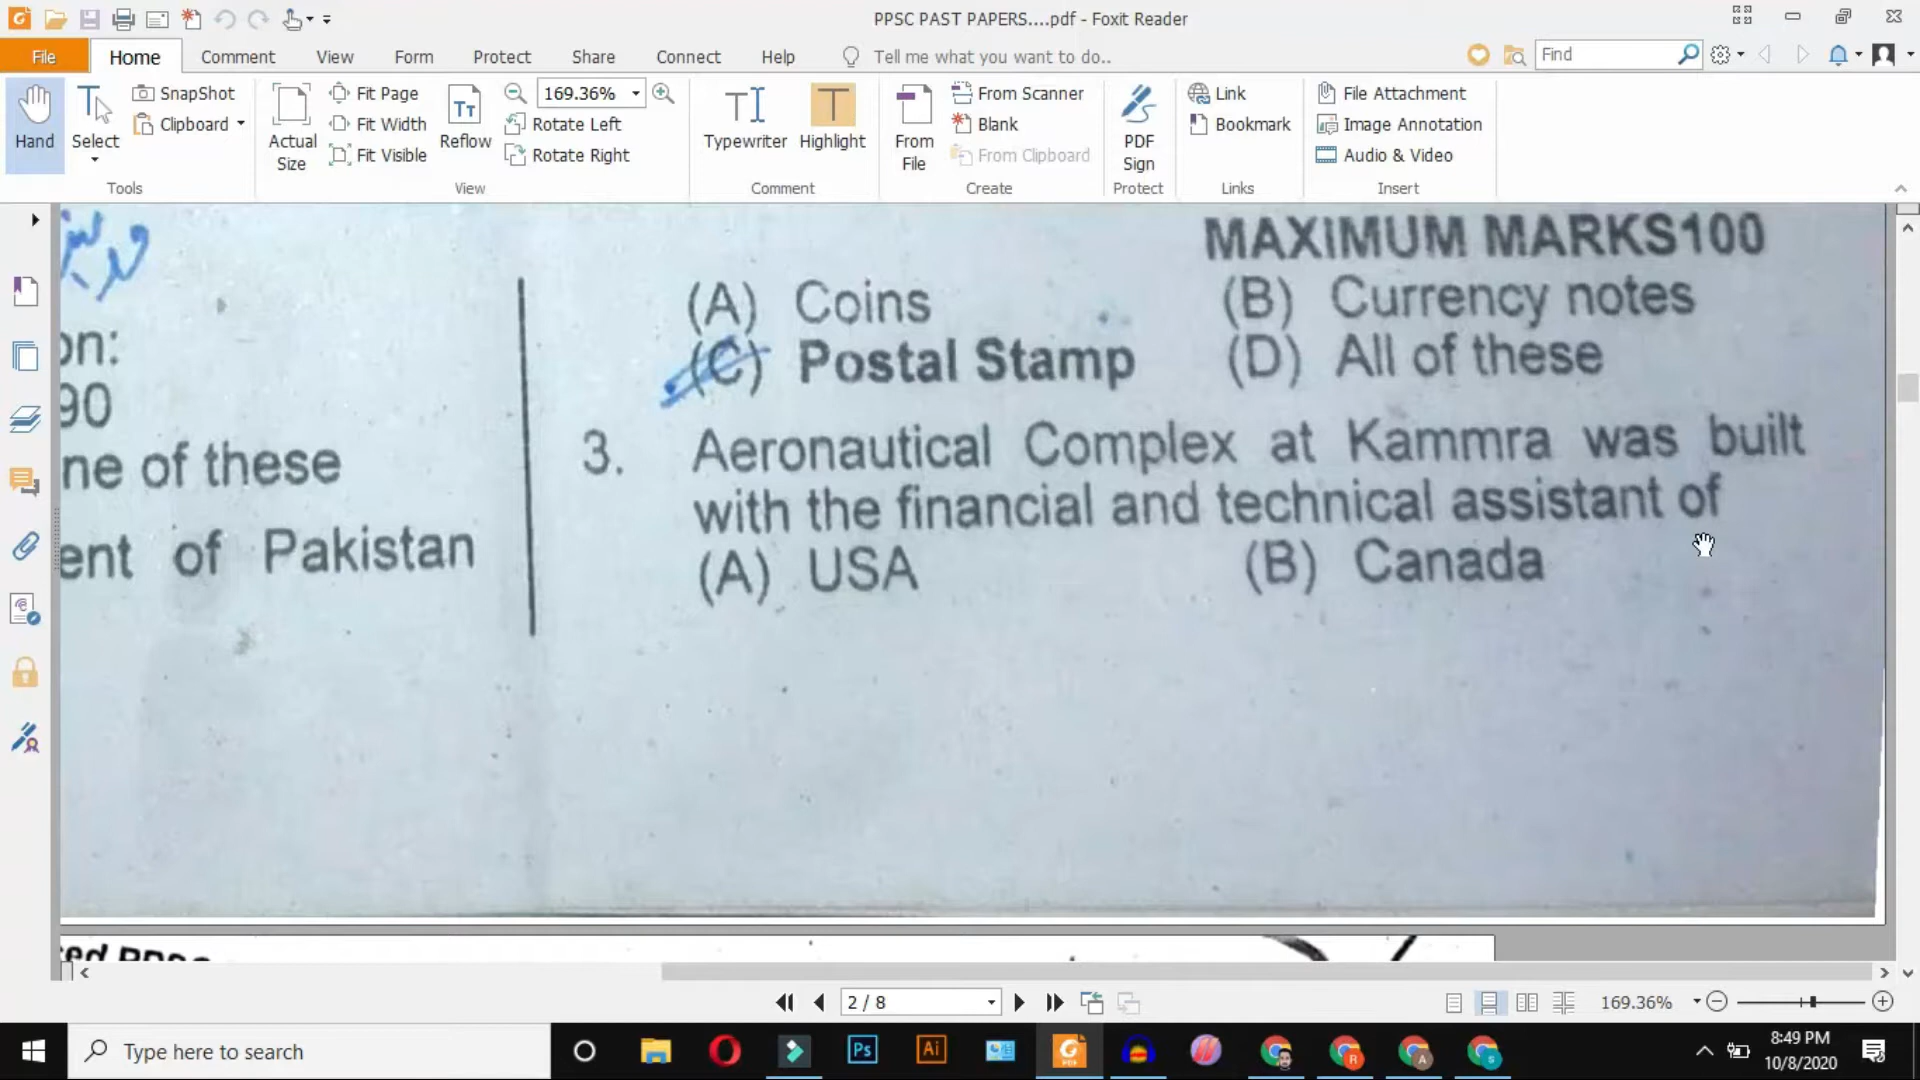 PPSC PAST PAPERS....pdf - Foxit Reader
File Home Comment View Form Protect Share Connect Help Tell me what you want to do.. Find
Hand
Select
SnapShot
Clipboard
Tools
Actual Size
Fit Page
Fit Width
Fit Visible
Reflow
169.36%
Rotate Left
Rotate Right
View
Typewriter
Highlight
Comment
From File
From Scanner
Blank
From Clipboard
Create
PDF Sign
Protect
Link
Bookmark
Links
File Attachment
Image Annotation
Audio & Video
Insert
on:
90
ne of these
ent of Pakistan
MAXIMUM MARKS100
(A) Coins (B) Currency notes
(C) Postal Stamp (D) All of these
3. Aeronautical Complex at Kammra was built
with the financial and technical assistant of
(A) USA (B) Canada
2 / 8
169.36%
Type here to search
Ps
Ai
8:49 PM
10/8/2020